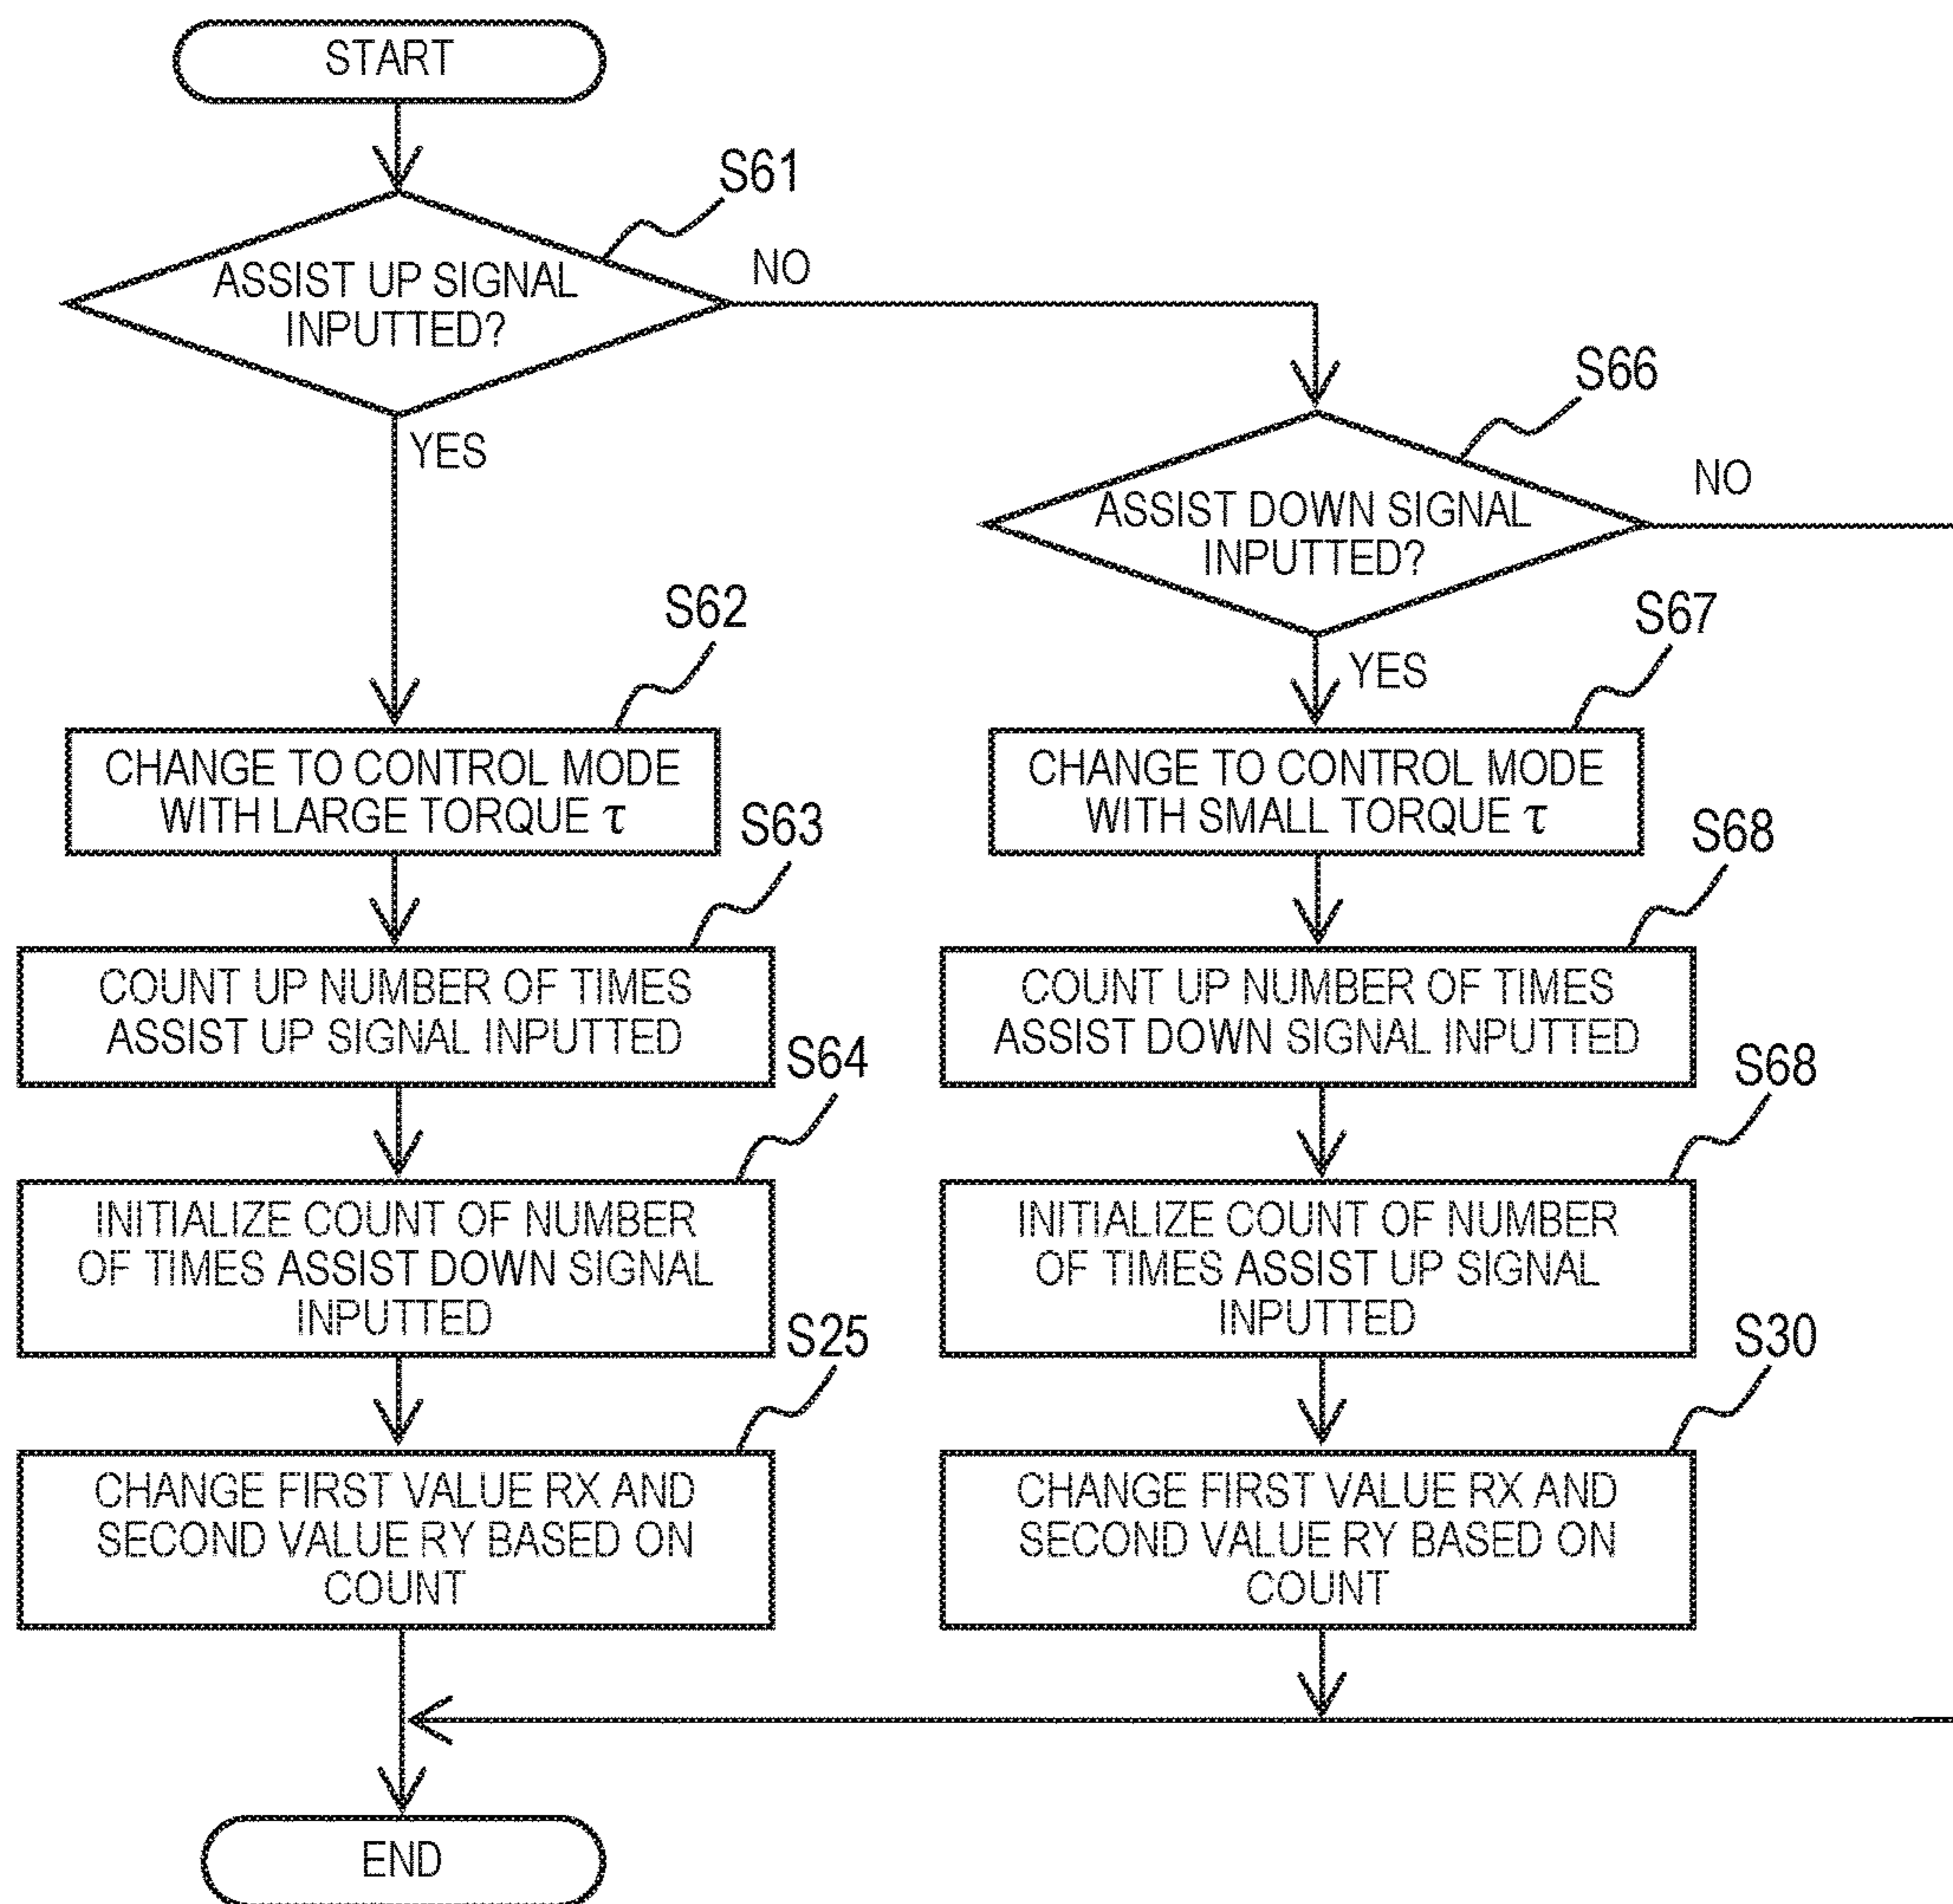 START
S61
ASSIST UP SIGNAL
INPUTTED?
NO
YES
S66
ASSIST DOWN SIGNAL
INPUTTED?
NO
YES
S62
CHANGE TO CONTROL MODE
WITH LARGE TORQUE τ
S67
CHANGE TO CONTROL MODE
WITH SMALL TORQUE τ
S63
COUNT UP NUMBER OF TIMES
ASSIST UP SIGNAL INPUTTED
S68
COUNT UP NUMBER OF TIMES
ASSIST DOWN SIGNAL INPUTTED
S64
INITIALIZE COUNT OF NUMBER
OF TIMES ASSIST DOWN SIGNAL
INPUTTED
S68
INITIALIZE COUNT OF NUMBER
OF TIMES ASSIST UP SIGNAL
INPUTTED
S25
CHANGE FIRST VALUE RX AND
SECOND VALUE RY BASED ON
COUNT
S30
CHANGE FIRST VALUE RX AND
SECOND VALUE RY BASED ON
COUNT
END